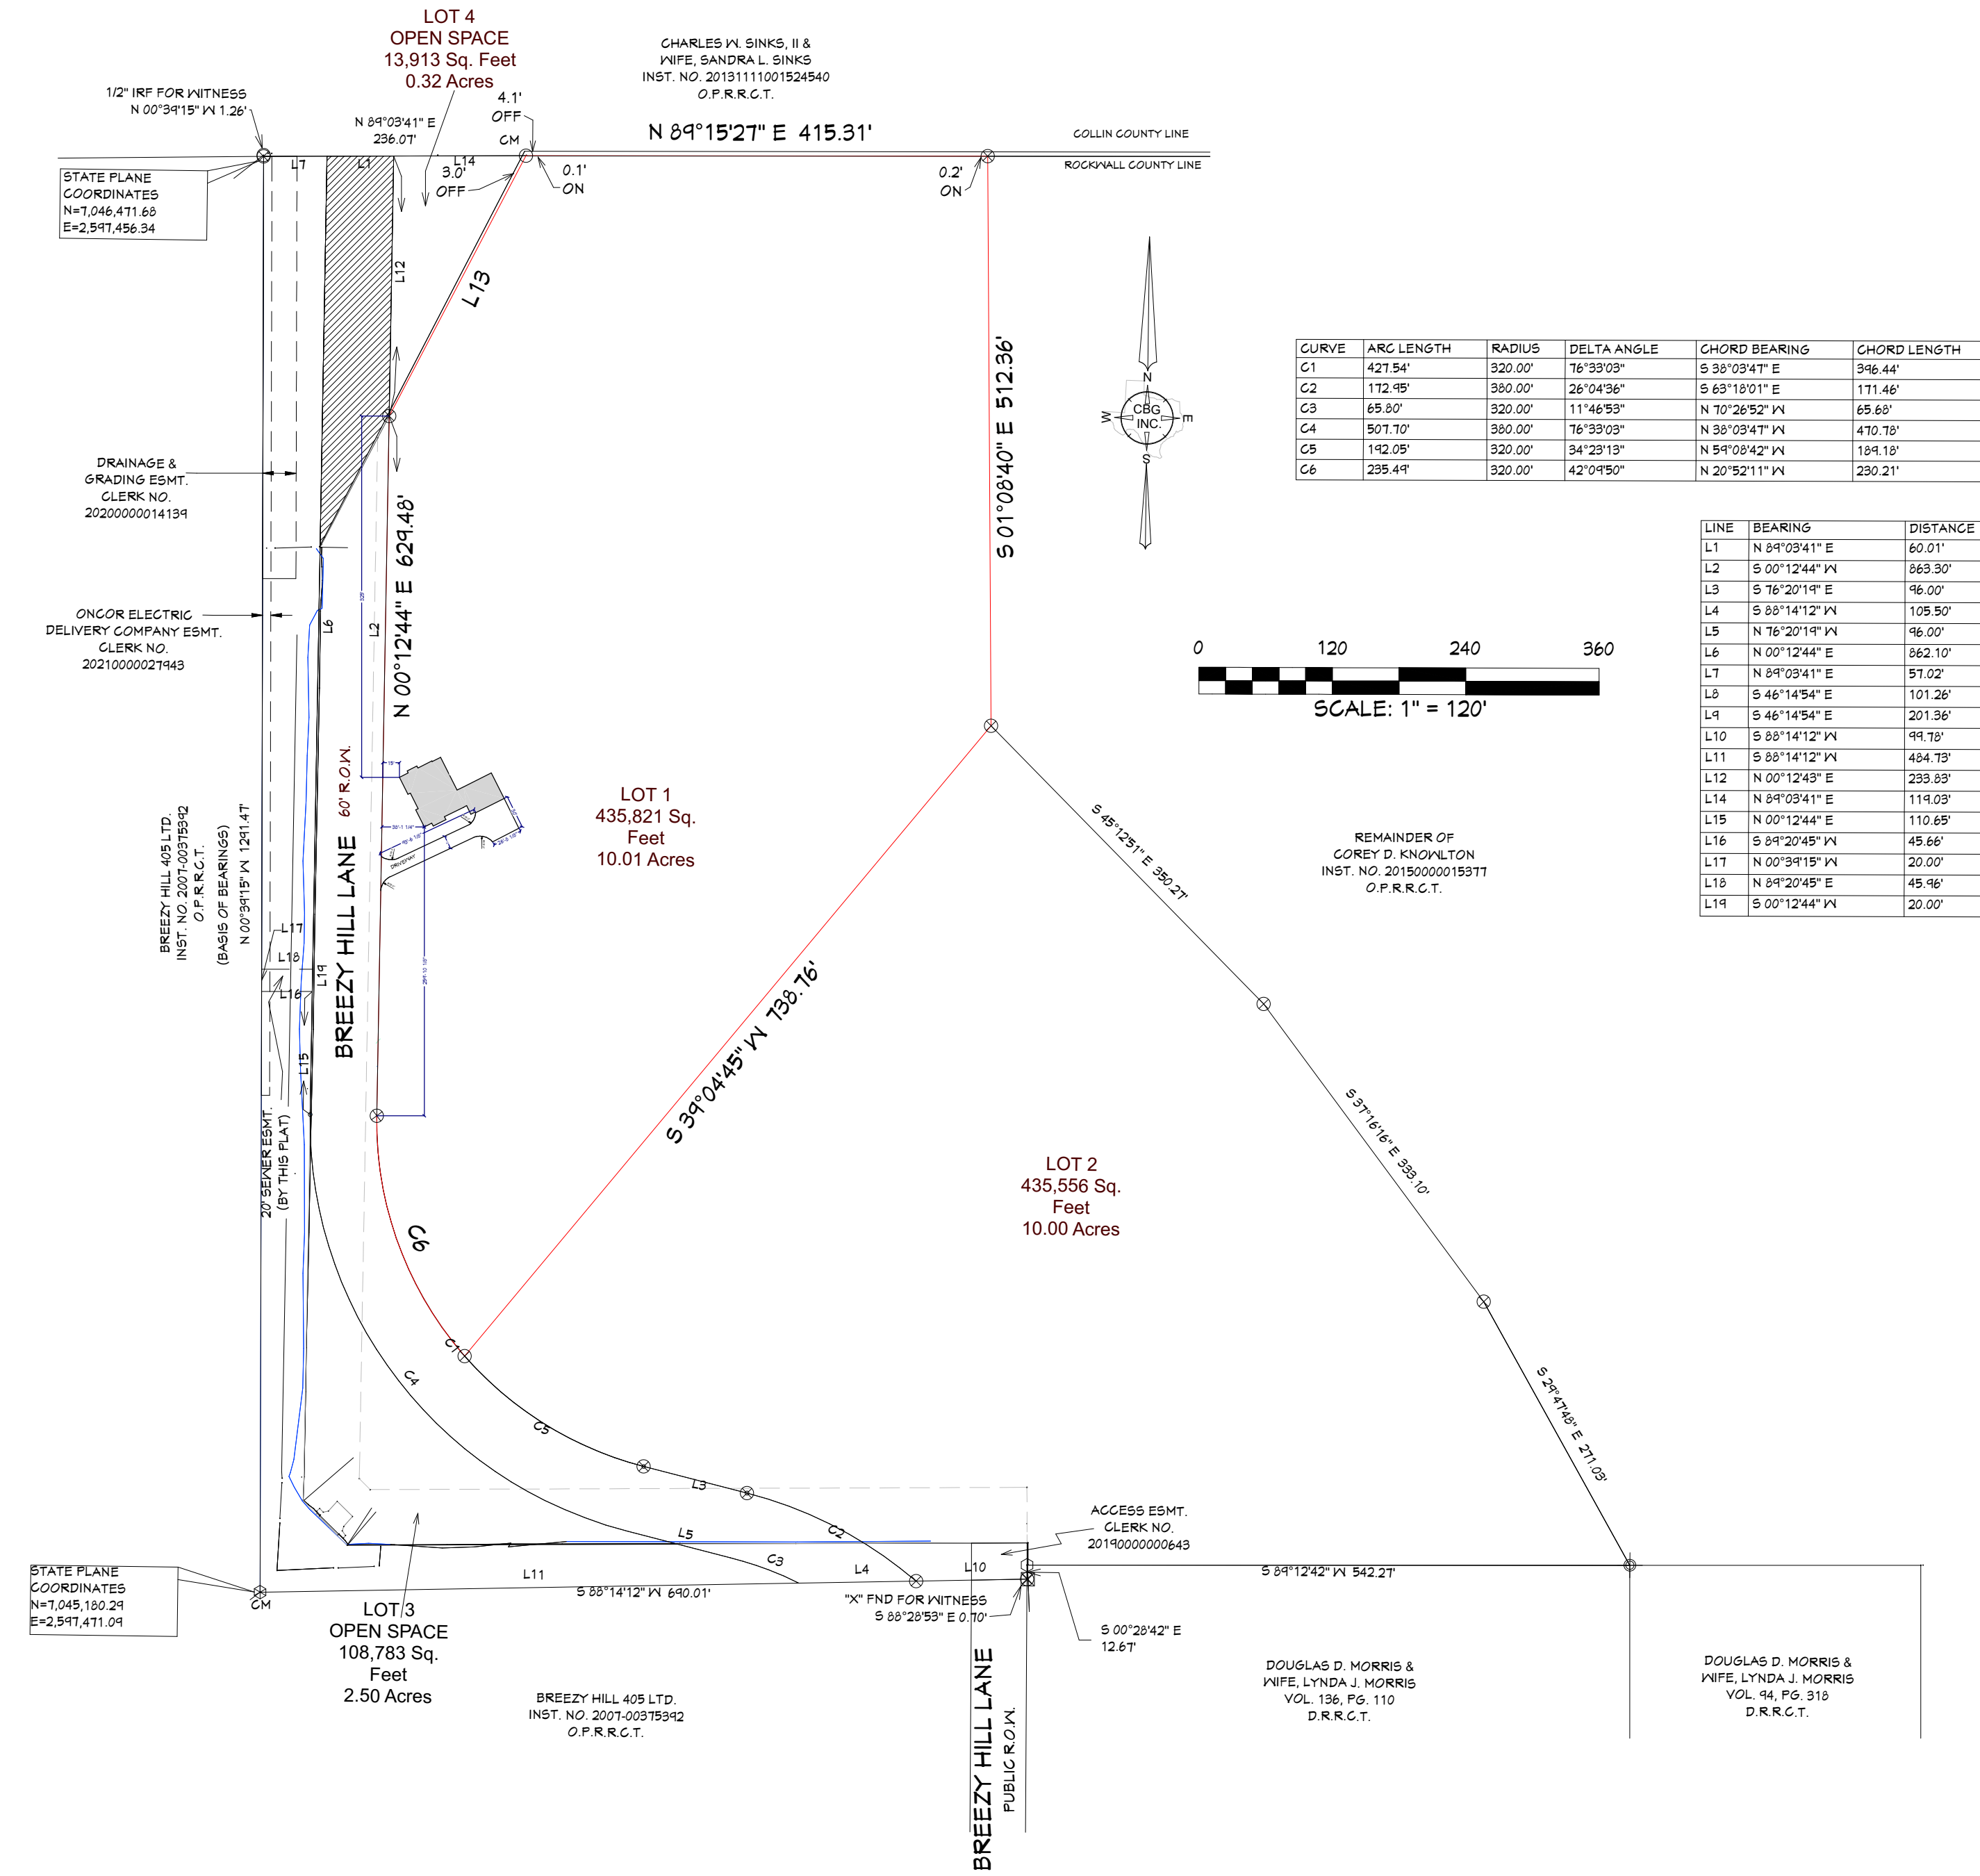 LOT 4
OPEN SPACE
13,913 Sq. Feet
0.32 Acres
CHARLES W. SINKS, II &
WIFE, SANDRA L. SINKS
INST. NO. 20131111001524540
O.P.R.R.C.T.
1/2" IRF FOR WITNESS
N 00°39'15" W 1.26'
N 89°03'41" E
236.07'
4.1'
OFF
CM
N 89°15'27" E 415.31'
COLLIN COUNTY LINE
ROCKWALL COUNTY LINE
L7
L1
L14
3.0'
OFF
0.1'
ON
0.2'
ON
STATE PLANE
COORDINATES
N=7,046,471.68
E=2,597,456.34
L12
L13
S 01°08'40" E 512.36'
N
W
E
S
CBG
INC.
CURVE ARC LENGTH RADIUS DELTA ANGLE CHORD BEARING CHORD LENGTH
C1 427.54' 320.00' 76°33'03" S 38°03'47" E 396.44'
C2 172.95' 380.00' 26°04'36" S 63°18'01" E 171.46'
C3 65.80' 320.00' 11°46'53" N 70°26'52" W 65.68'
C4 507.70' 380.00' 76°33'03" N 38°03'47" W 470.78'
C5 192.05' 320.00' 34°23'13" N 59°08'42" W 189.18'
C6 235.49' 320.00' 42°09'50" N 20°52'11" W 230.21'
DRAINAGE &
GRADING ESMT.
CLERK NO.
20200000014139
LINE BEARING DISTANCE
L1 N 89°03'41" E 60.01'
L2 S 00°12'44" W 863.30'
L3 S 76°20'19" E 96.00'
L4 S 88°14'12" W 105.50'
L5 N 76°20'19" W 96.00'
L6 N 00°12'44" E 862.10'
L7 N 89°03'41" E 57.02'
L8 S 46°14'54" E 101.26'
L9 S 46°14'54" E 201.36'
L10 S 88°14'12" W 99.78'
L11 S 88°14'12" W 484.73'
L12 N 00°12'43" E 233.83'
L14 N 89°03'41" E 119.03'
L15 N 00°12'44" E 110.65'
L16 S 89°20'45" W 45.66'
L17 N 00°39'15" W 20.00'
L18 N 89°20'45" E 45.96'
L19 S 00°12'44" W 20.00'
ONCOR ELECTRIC
DELIVERY COMPANY ESMT.
CLERK NO.
20210000027943
L6
L2
N 00°12'44" E 629.48'
0 120 240 360
SCALE: 1" = 120'
BREEZY HILL LANE 60' R.O.W.
15'
DRIVEWAY
LOT 1
435,821 Sq.
Feet
10.01 Acres
BREEZY HILL 405 LTD.
INST. NO. 2007-00375392
O.P.R.R.C.T.
(BASIS OF BEARINGS)
N 00°39'15" W 1291.47'
S 45°12'51" E 350.27'
REMAINDER OF
COREY D. KNOWLTON
INST. NO. 20150000015377
O.P.R.R.C.T.
L17
L18
L16
L19
L15
S 39°04'45" W 738.76'
20' SEWER ESMT.
(BY THIS PLAT)
S 37°16'16" E 333.10'
LOT 2
435,556 Sq.
Feet
10.00 Acres
C6
C1
C4
C5
S 29°47'48" E 271.03'
L3
C2
L5
C3
ACCESS ESMT.
CLERK NO.
20190000000643
L11
L4
L10
S 88°14'12" W 690.01'
S 89°12'42" W 542.27'
"X" FND FOR WITNESS
S 88°28'53" E 0.70'
S 00°28'42" E
12.67'
STATE PLANE
COORDINATES
N=7,045,180.29
E=2,597,471.09
CM
LOT 3
OPEN SPACE
108,783 Sq.
Feet
2.50 Acres
BREEZY HILL 405 LTD.
INST. NO. 2007-00375392
O.P.R.R.C.T.
BREEZY HILL LANE
PUBLIC R.O.W.
DOUGLAS D. MORRIS &
WIFE, LYNDA J. MORRIS
VOL. 136, PG. 110
D.R.R.C.T.
DOUGLAS D. MORRIS &
WIFE, LYNDA J. MORRIS
VOL. 94, PG. 318
D.R.R.C.T.